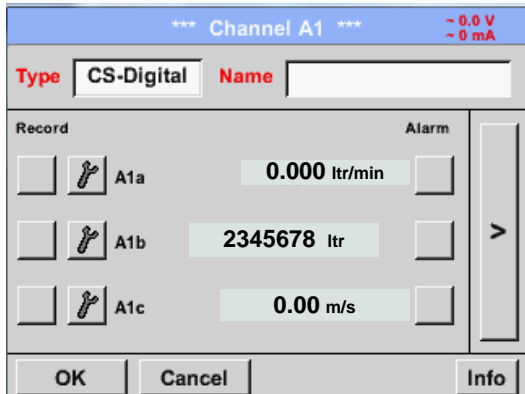 *** Channel A1 *** ~ 0.0 V
~ 0 mA
Type CS-Digital Name
Record Alarm
A1a 0.000 ltr/min
A1b 2345678 ltr
>
A1c 0.00 m/s
OK Cancel Info